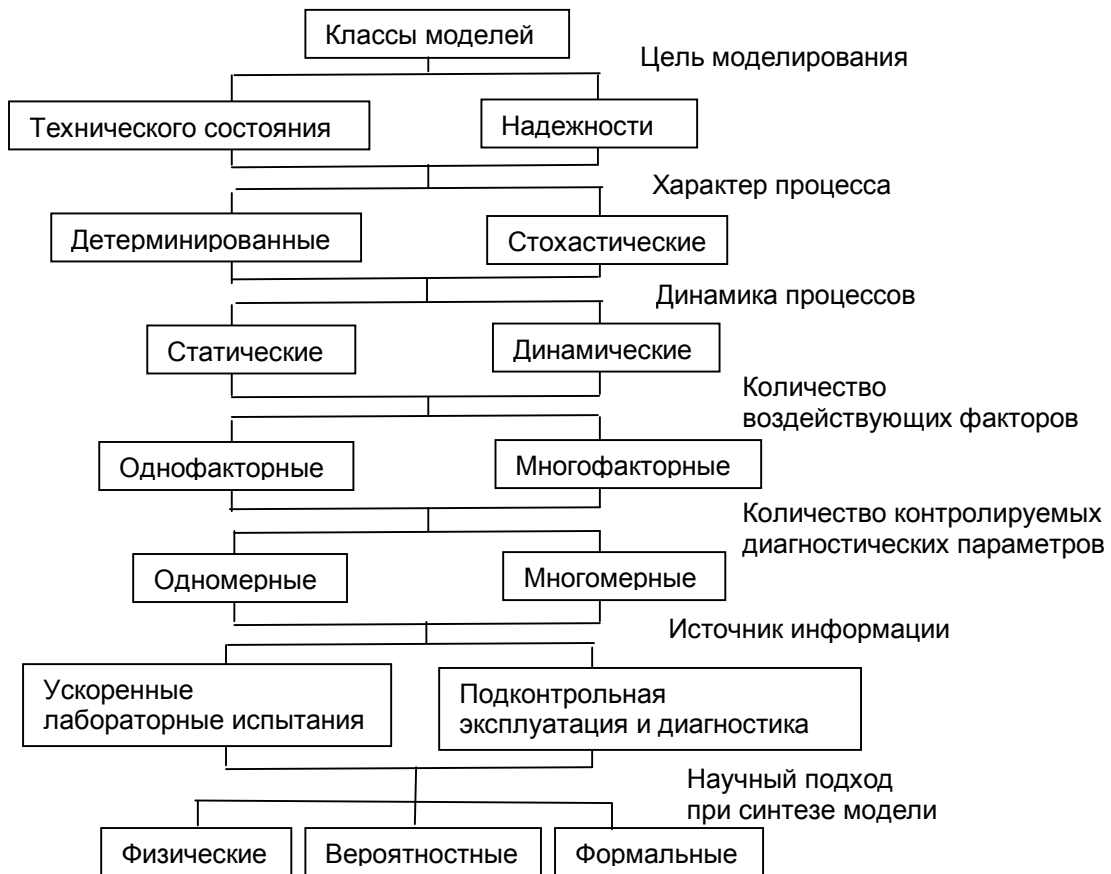 Классы моделей
Цель моделирования
Технического состояния
Надежности
Характер процесса
Детерминированные
Стохастические
Динамика процессов
Статические
Динамические
Количество
воздействующих факторов
Однофакторные
Многофакторные
Количество контролируемых
диагностических параметров
Одномерные
Многомерные
Источник информации
Ускоренные
лабораторные испытания
Подконтрольная
эксплуатация и диагностика
Научный подход
при синтезе модели
Физические
Вероятностные
Формальные